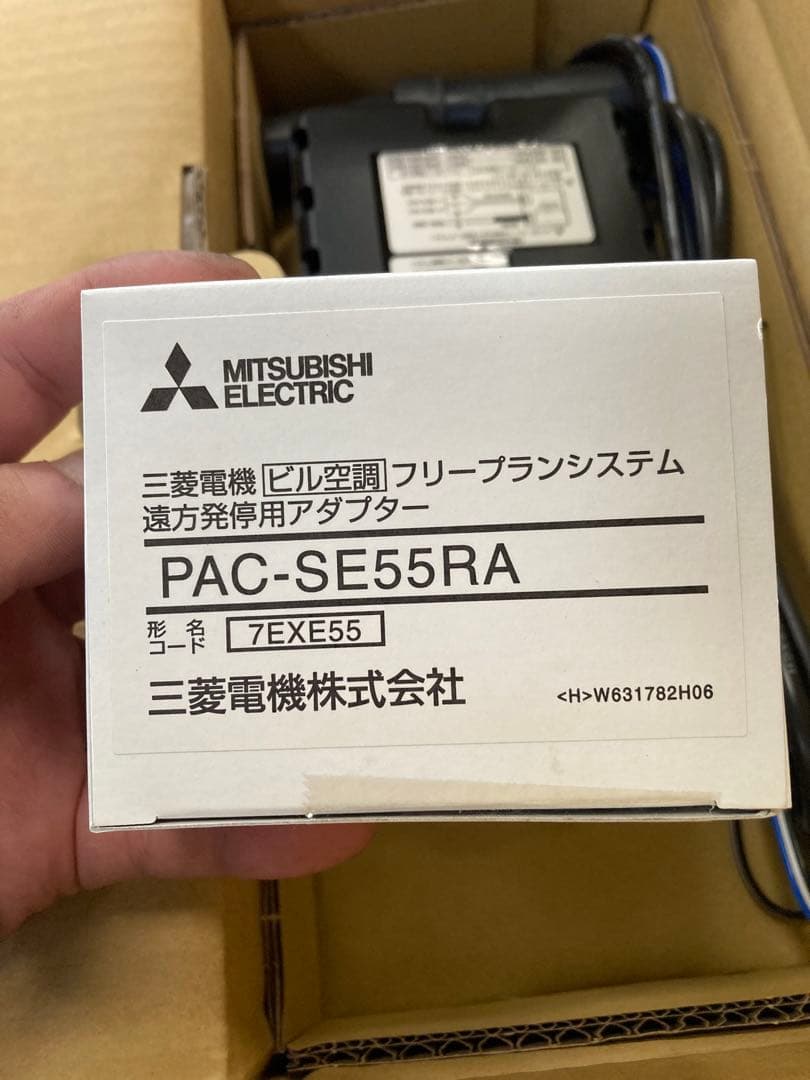 MITSUBISHI
ELECTRIC
三菱電機 ビル空調 フリープランシステム
遠方発停用アダプター
PAC-SE55RA
形名
コード 7EXE55
三菱電機株式会社
<H>W631782H06